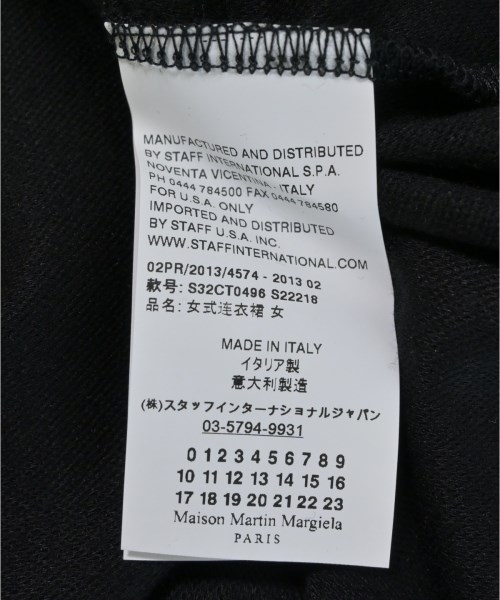 MANUFACTURED AND DISTRIBUTED
BY STAFF INTERNATIONAL S.P.A.
NOVENTA VICENTINA - ITALY
PH 0444 784500 FAX 0444 784580
FOR U.S.A. ONLY
IMPORTED AND DISTRIBUTED
BY STAFF U.S.A. INC.
WWW.STAFFINTERNATIONAL.COM
02PR/2013/4574 - 2013 02
款号: S32CT0496 S22218
品名: 女式连衣裙 女
MADE IN ITALY
イタリア製
意大利製造
(株)スタッフインターナショナルジャパン
03-5794-9931
0 1 2 3 4 5 6 7 8 9
10 11 12 13 14 15 16
17 18 19 20 21 22 23
Maison Martin Margiela
PARIS